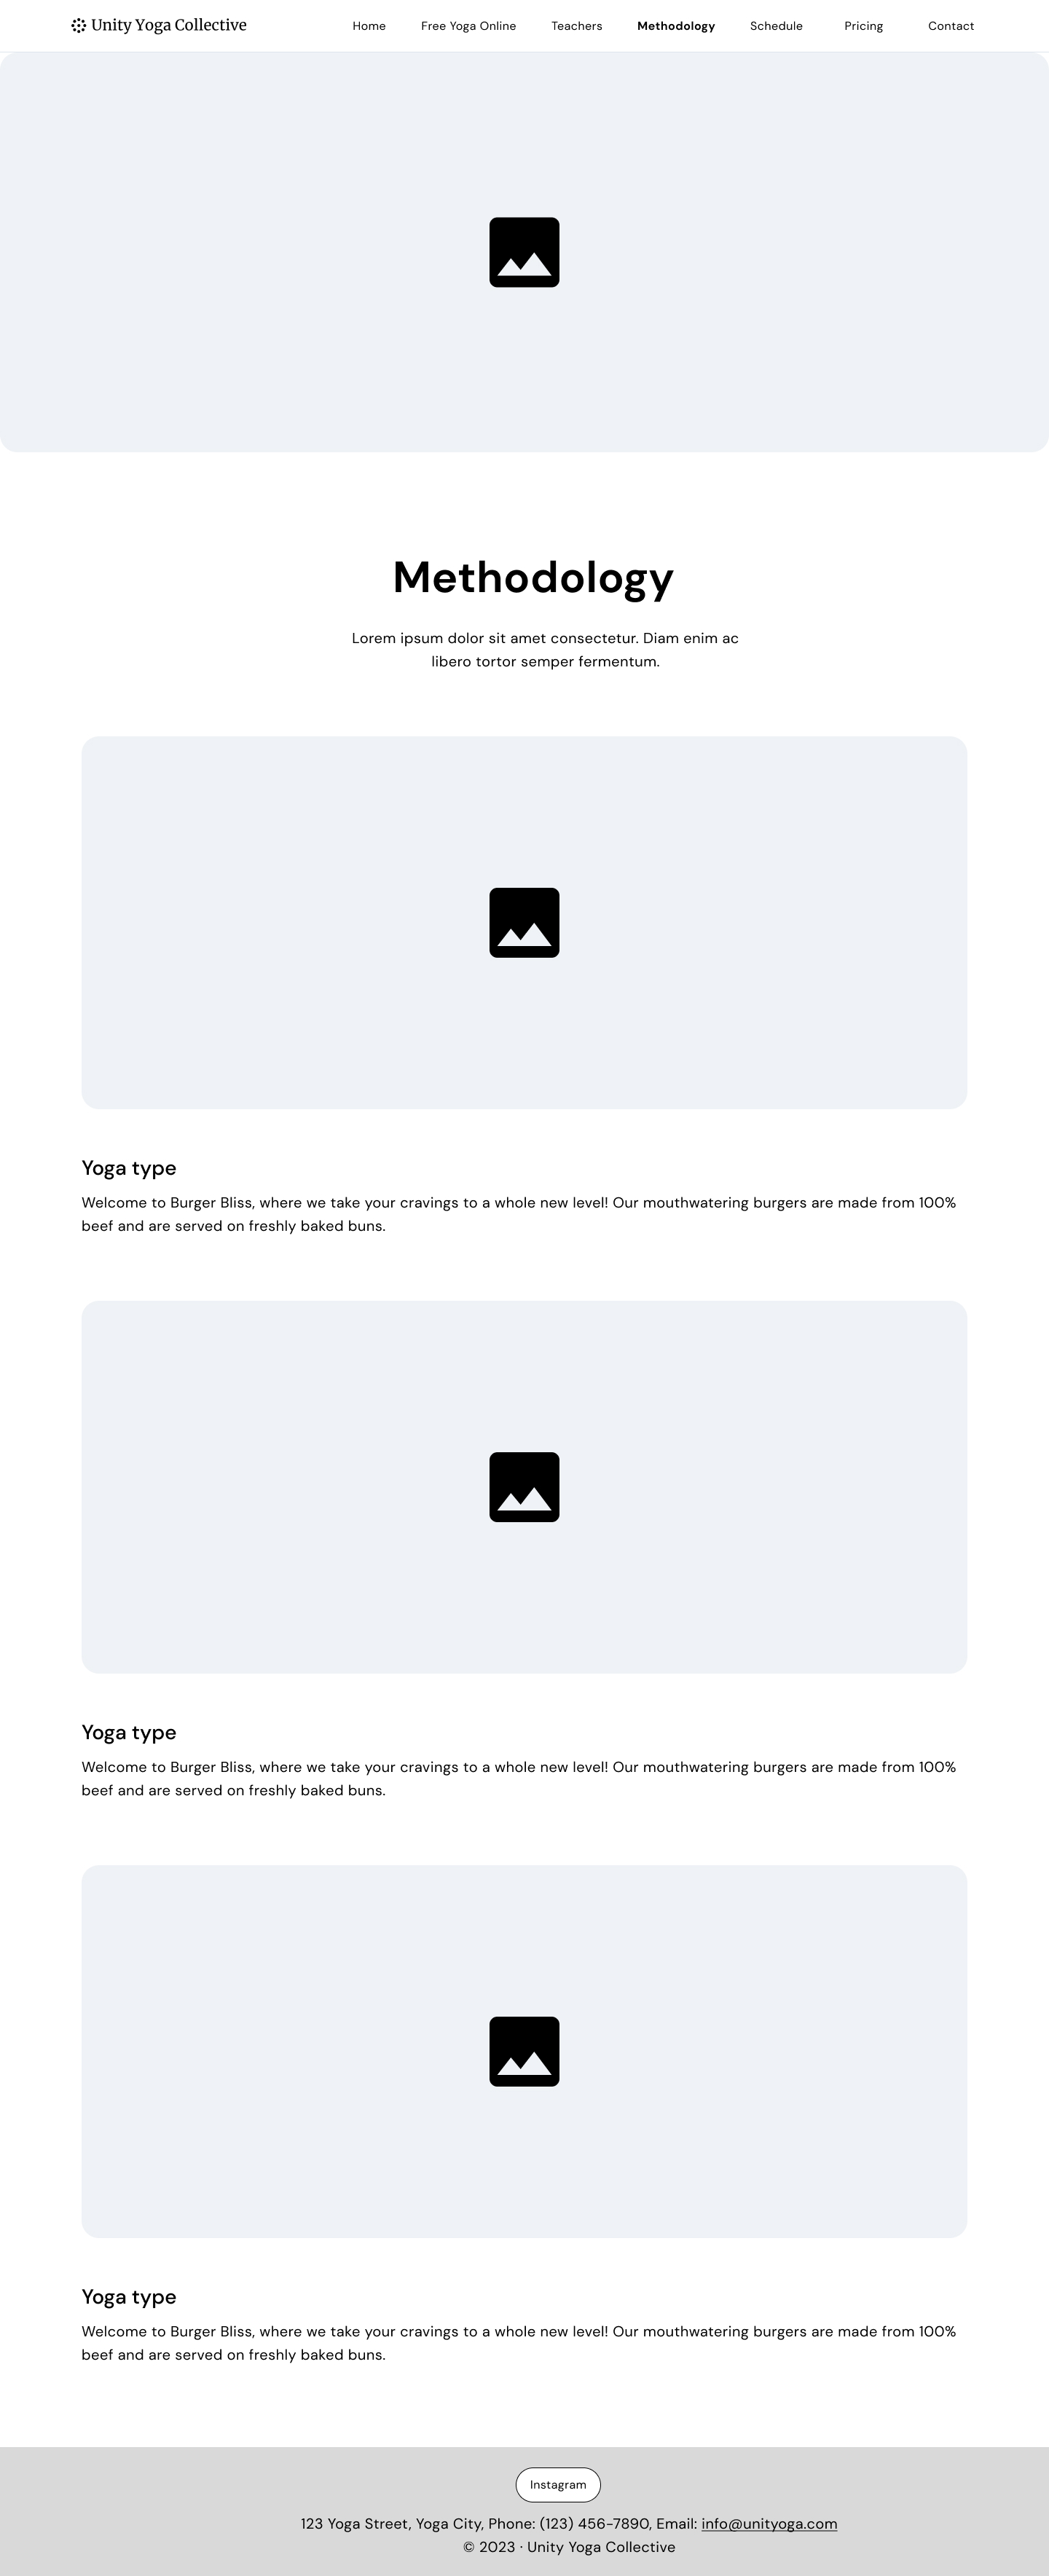 Unity Yoga Collective
Home Free Yoga Online Teachers Methodology Schedule Pricing Contact
Methodology
Lorem ipsum dolor sit amet consectetur. Diam enim ac
libero tortor semper fermentum.
Yoga type
Welcome to Burger Bliss, where we take your cravings to a whole new level! Our mouthwatering burgers are made from 100%
beef and are served on freshly baked buns.
Yoga type
Welcome to Burger Bliss, where we take your cravings to a whole new level! Our mouthwatering burgers are made from 100%
beef and are served on freshly baked buns.
Yoga type
Welcome to Burger Bliss, where we take your cravings to a whole new level! Our mouthwatering burgers are made from 100%
beef and are served on freshly baked buns.
Instagram
123 Yoga Street, Yoga City, Phone: (123) 456-7890, Email: info@unityoga.com
© 2023 · Unity Yoga Collective